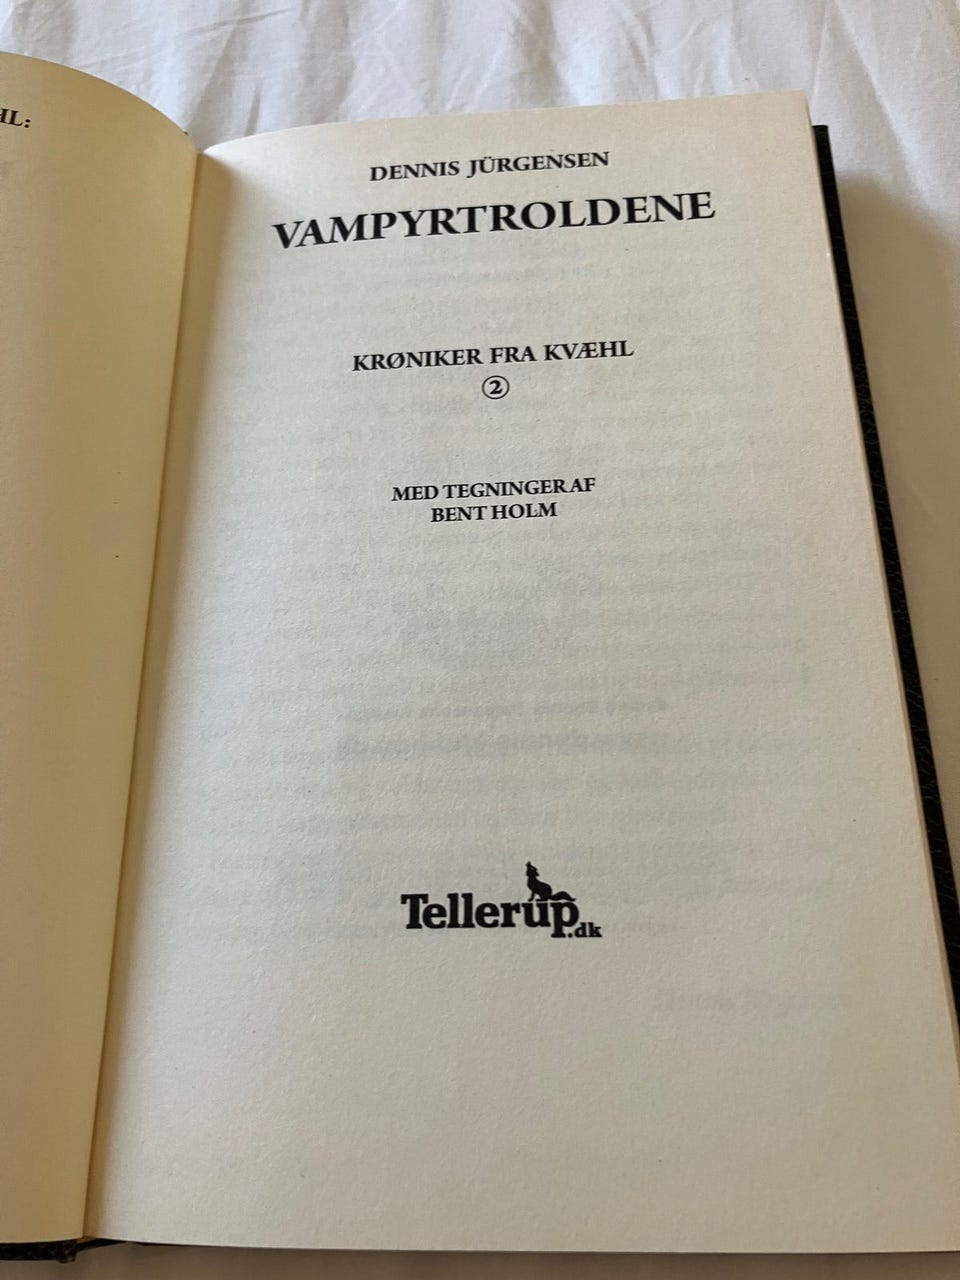 DENNIS JÜRGENSEN
VAMPYRTROLDENE
KRØNIKER FRA KVÆHL
②
MED TEGNINGER AF
BENT HOLM
Tellerup.dk